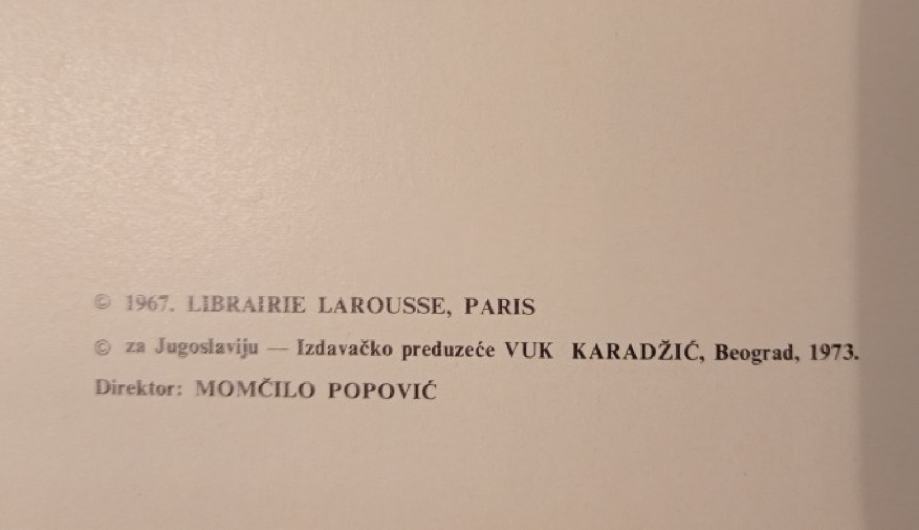 © 1967. LIBRAIRIE LAROUSSE, PARIS
© za Jugoslaviju — Izdavačko preduzeće VUK KARADŽIĆ, Beograd, 1973.
Direktor: MOMČILO POPOVIĆ